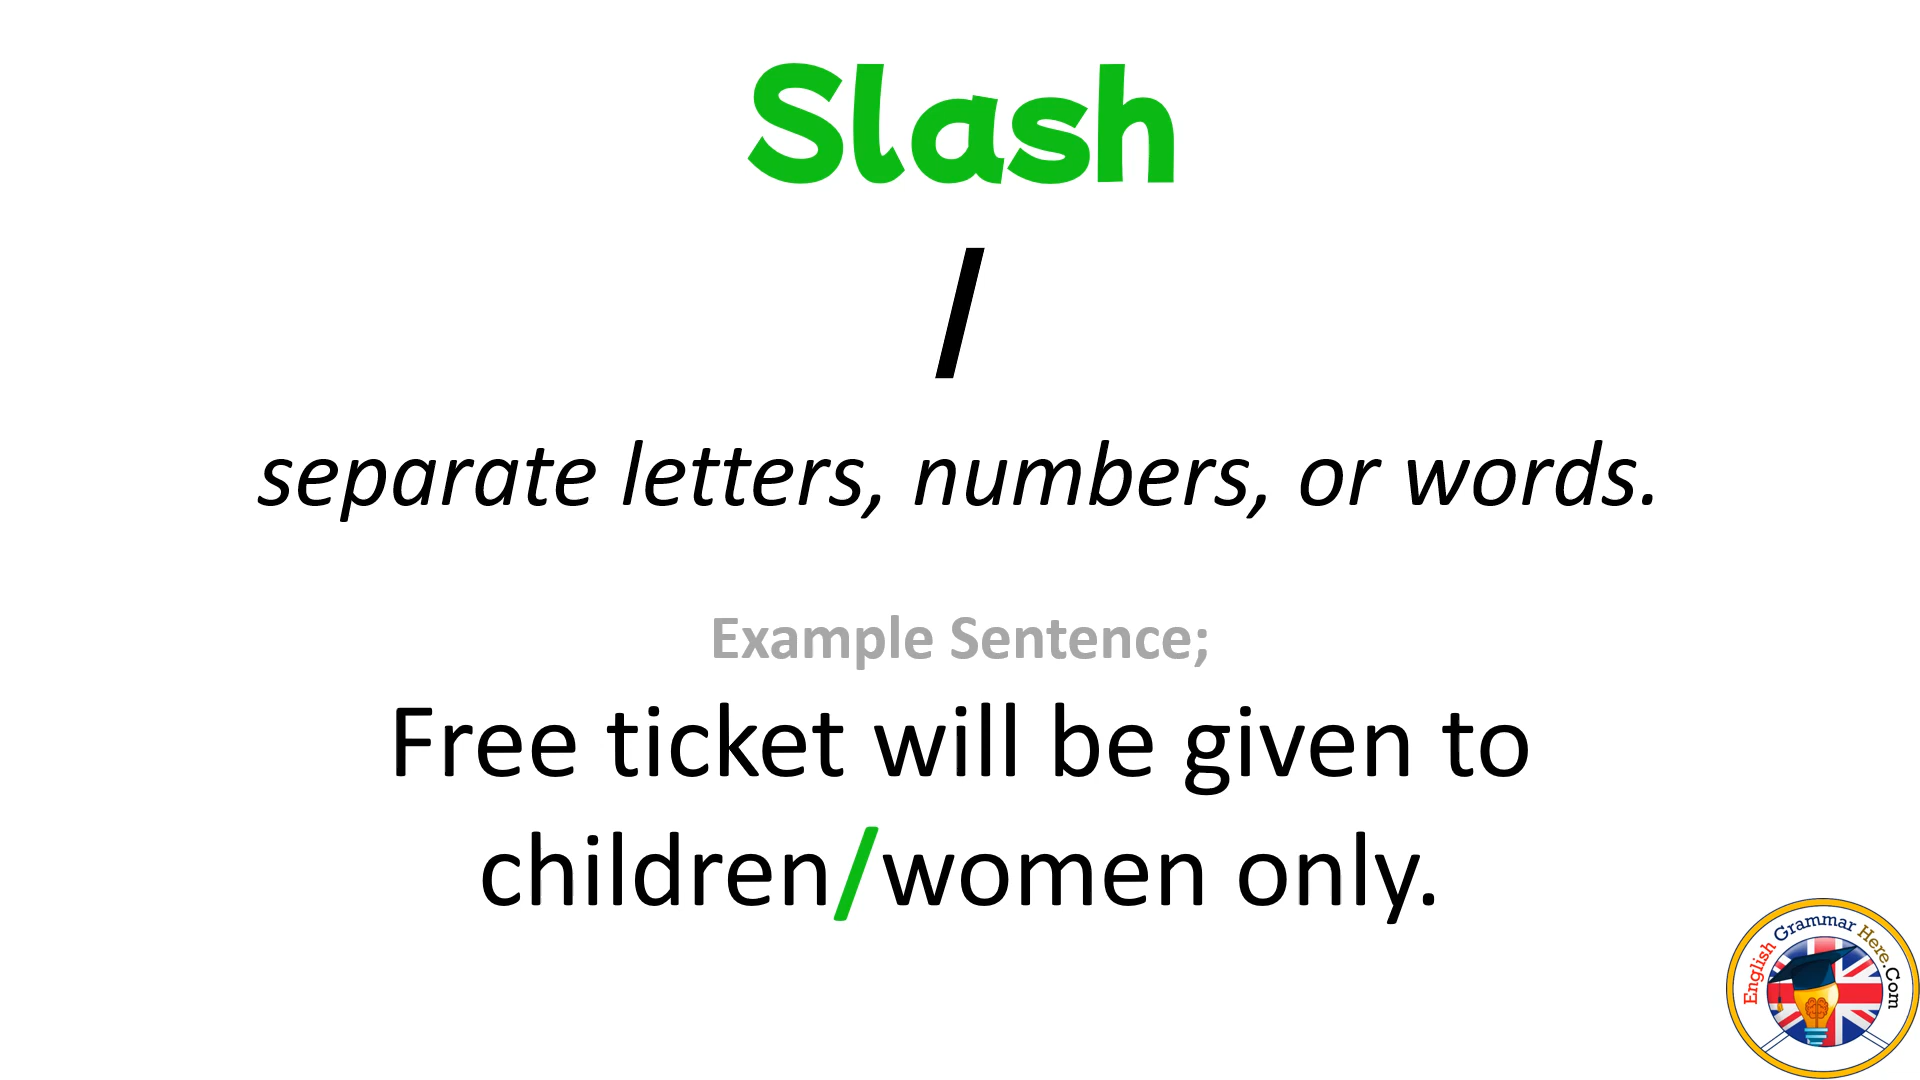 Slash
/
separate letters, numbers, or words.
Example Sentence;
Free ticket will be given to
children/women only.
English Grammar Here.Com